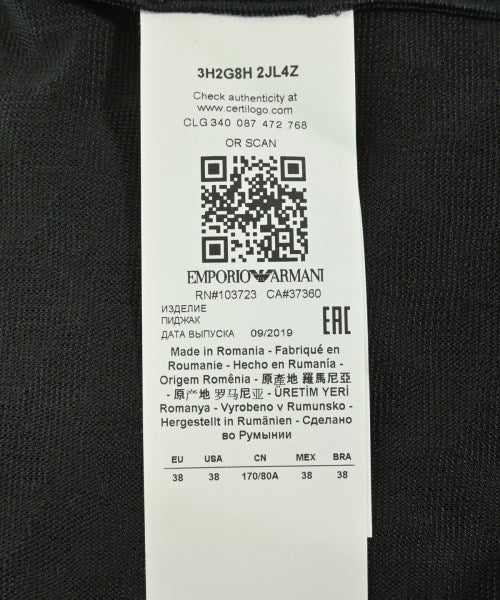 3H2G8H 2JL4Z
Check authenticity at
www.certilogo.com
CLG 340 087 472 768
OR SCAN
EMPORIO ARMANI
RN#103723 CA#37360
ИЗДЕЛИЕ
ПИДЖАК
ДАТА ВЫПУСКА 09/2019
EAC
Made in Romania - Fabriqué en
Roumanie - Hecho en Rumanía -
Origem Romênia - 原產地 羅馬尼亞
- 原产地 罗马尼亚 - ÜRETİM YERİ
Romanya - Vyrobeno v Rumunsko -
Hergestellt in Rumänien - Сделано
во Румынии
EU USA CN MEX BRA
38 38 170/80A 38 38